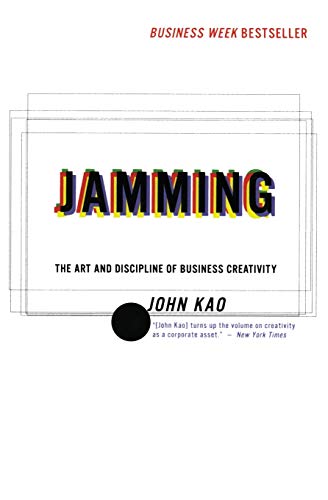 BUSINESS WEEK BESTSELLER
JAMMING
THE ART AND DISCIPLINE OF BUSINESS CREATIVITY
JOHN KAO
"[John Kao] turns up the volume on creativity
as a corporate asset." – New York Times